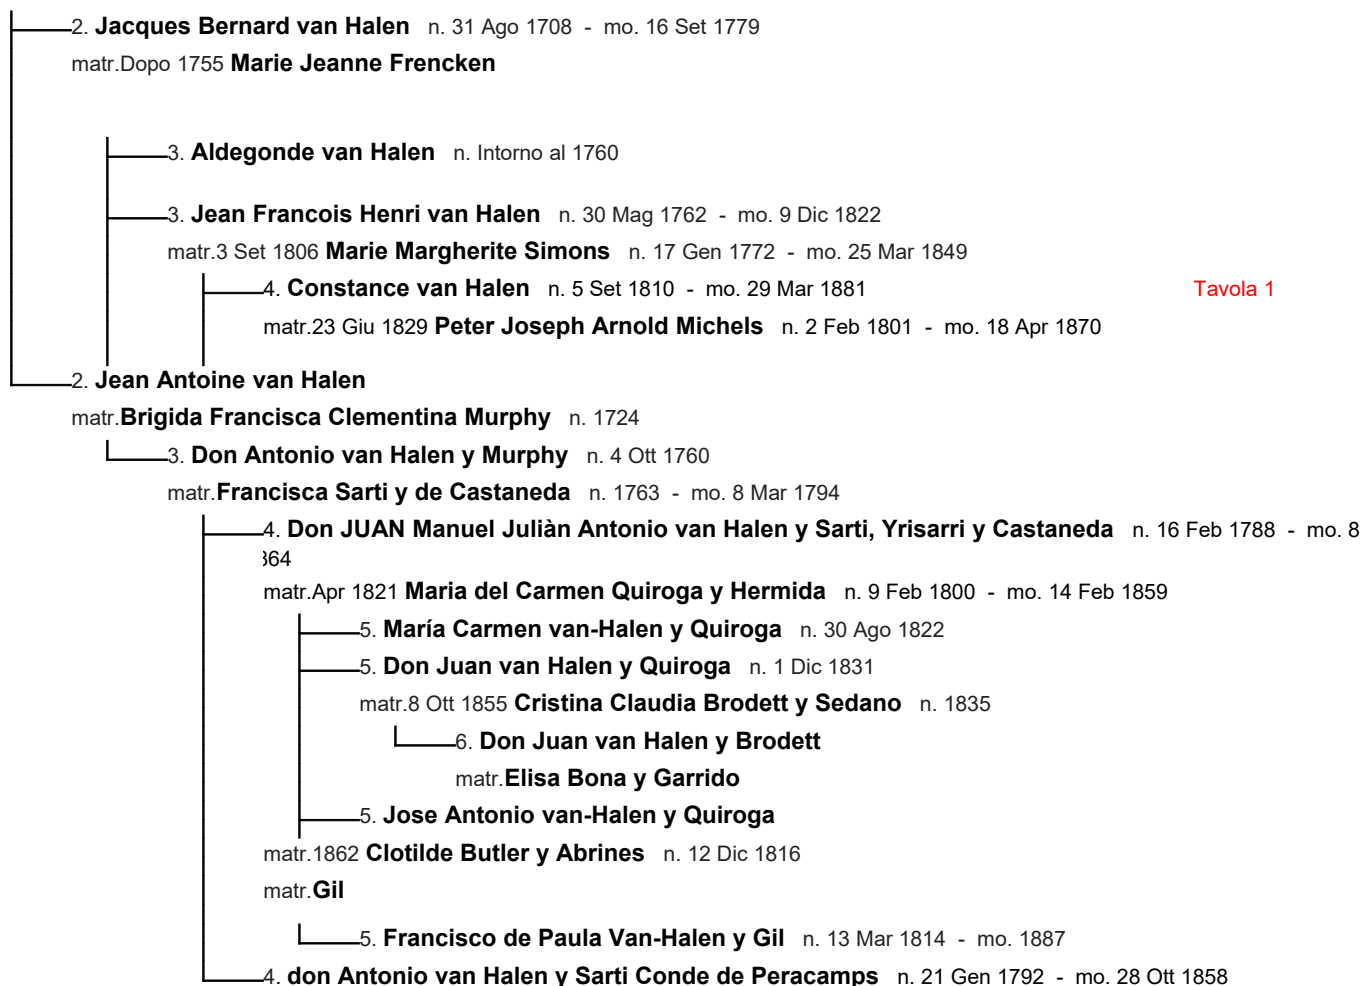 2. Jacques Bernard van Halen n. 31 Ago 1708 - mo. 16 Set 1779
matr.Dopo 1755 Marie Jeanne Frencken
3. Aldegonde van Halen n. Intorno al 1760
3. Jean Francois Henri van Halen n. 30 Mag 1762 - mo. 9 Dic 1822
matr.3 Set 1806 Marie Margherite Simons n. 17 Gen 1772 - mo. 25 Mar 1849
4. Constance van Halen n. 5 Set 1810 - mo. 29 Mar 1881 Tavola 1
matr.23 Giu 1829 Peter Joseph Arnold Michels n. 2 Feb 1801 - mo. 18 Apr 1870
2. Jean Antoine van Halen
matr.Brigida Francisca Clementina Murphy n. 1724
3. Don Antonio van Halen y Murphy n. 4 Ott 1760
matr.Francisca Sarti y de Castaneda n. 1763 - mo. 8 Mar 1794
4. Don JUAN Manuel Juliàn Antonio van Halen y Sarti, Yrisarri y Castaneda n. 16 Feb 1788 - mo. 8
64
matr.Apr 1821 Maria del Carmen Quiroga y Hermida n. 9 Feb 1800 - mo. 14 Feb 1859
5. María Carmen van-Halen y Quiroga n. 30 Ago 1822
5. Don Juan van Halen y Quiroga n. 1 Dic 1831
matr.8 Ott 1855 Cristina Claudia Brodett y Sedano n. 1835
6. Don Juan van Halen y Brodett
matr.Elisa Bona y Garrido
5. Jose Antonio van-Halen y Quiroga
matr.1862 Clotilde Butler y Abrines n. 12 Dic 1816
matr.Gil
5. Francisco de Paula Van-Halen y Gil n. 13 Mar 1814 - mo. 1887
4. don Antonio van Halen y Sarti Conde de Peracamps n. 21 Gen 1792 - mo. 28 Ott 1858